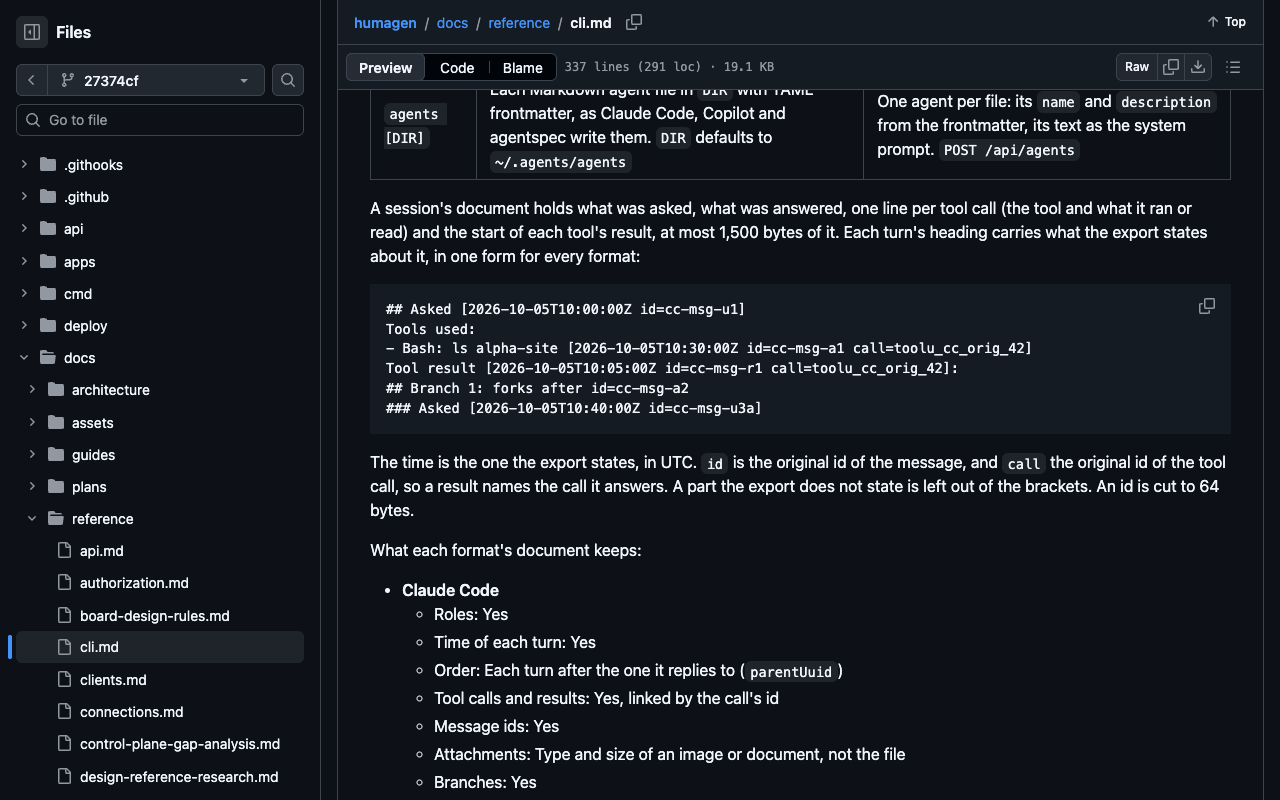 Files
27374cf
Go to file
.githooks
.github
api
apps
cmd
deploy
docs
architecture
assets
guides
plans
reference
api.md
authorization.md
board-design-rules.md
cli.md
clients.md
connections.md
control-plane-gap-analysis.md
design-reference-research.md
humagen / docs / reference / cli.md
Top
Preview Code Blame 337 lines (291 loc) · 19.1 KB
Raw
agents
[DIR]
Each Markdown agent file in DIR with YAML
frontmatter, as Claude Code, Copilot and
agentspec write them. DIR defaults to
~/.agents/agents
One agent per file: its name and description
from the frontmatter, its text as the system
prompt. POST /api/agents
A session's document holds what was asked, what was answered, one line per tool call (the tool and what it ran or
read) and the start of each tool's result, at most 1,500 bytes of it. Each turn's heading carries what the export states
about it, in one form for every format:
## Asked [2026-10-05T10:00:00Z id=cc-msg-u1]
Tools used:
- Bash: ls alpha-site [2026-10-05T10:30:00Z id=cc-msg-a1 call=toolu_cc_orig_42]
Tool result [2026-10-05T10:05:00Z id=cc-msg-r1 call=toolu_cc_orig_42]:
## Branch 1: forks after id=cc-msg-a2
### Asked [2026-10-05T10:40:00Z id=cc-msg-u3a]
The time is the one the export states, in UTC. id is the original id of the message, and call the original id of the tool
call, so a result names the call it answers. A part the export does not state is left out of the brackets. An id is cut to 64
bytes.
What each format's document keeps:
• Claude Code
◦ Roles: Yes
◦ Time of each turn: Yes
◦ Order: Each turn after the one it replies to (parentUuid)
◦ Tool calls and results: Yes, linked by the call's id
◦ Message ids: Yes
◦ Attachments: Type and size of an image or document, not the file
◦ Branches: Yes